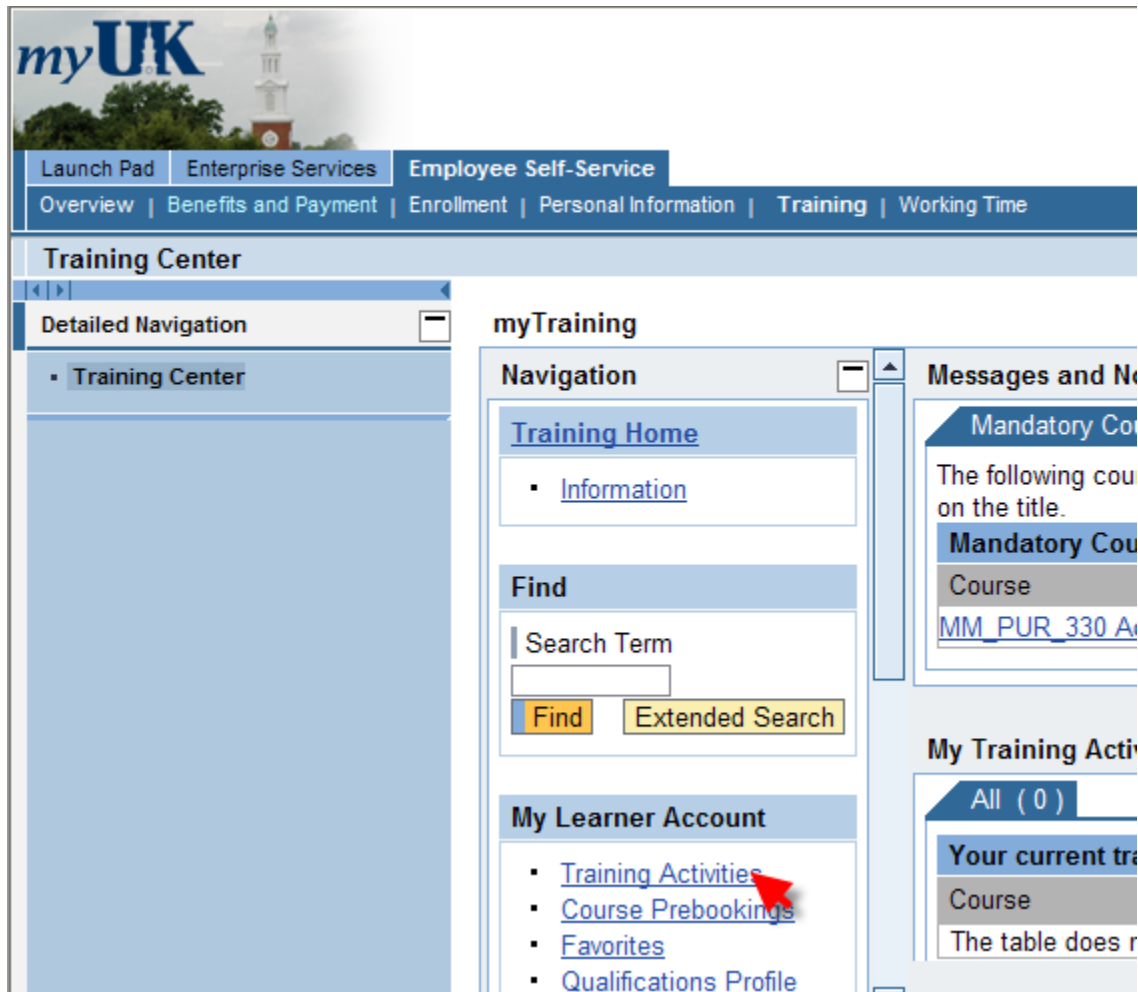 myUK
Launch Pad Enterprise Services Employee Self-Service
Overview | Benefits and Payment | Enrollment | Personal Information | Training | Working Time
Training Center
Detailed Navigation
Training Center
myTraining
Navigation
Training Home
Information
Find
Search Term
Find Extended Search
My Learner Account
Training Activities
Course Prebookings
Favorites
Qualifications Profile
Messages and
Mandatory
The following
on the title.
Mandatory
Course
MM_PUR_330
My Training
All ( 0 )
Your current
Course
The table does